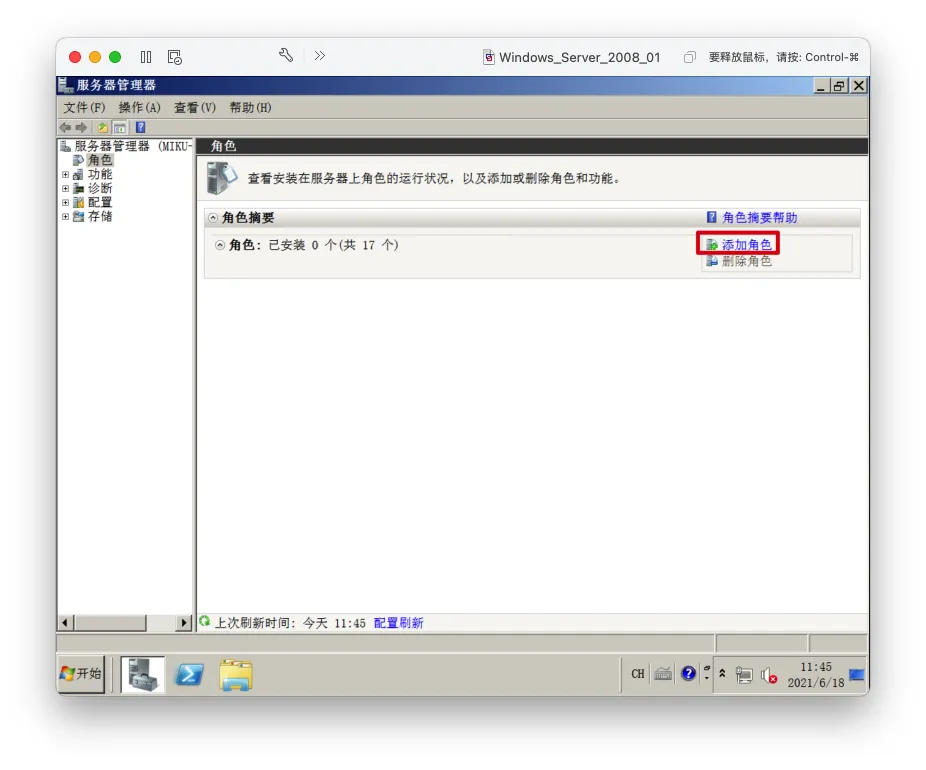 Windows_Server_2008_01
要释放鼠标，请按: Control-⌘
服务器管理器
文件(F) 操作(A) 查看(V) 帮助(H)
服务器管理器 (MIKU-
角色
功能
诊断
配置
存储
角色
查看安装在服务器上角色的运行状况，以及添加或删除角色和功能。
角色摘要
角色摘要帮助
角色: 已安装 0 个(共 17 个)
添加角色
删除角色
上次刷新时间: 今天 11:45 配置刷新
开始
CH
11:45
2021/6/18